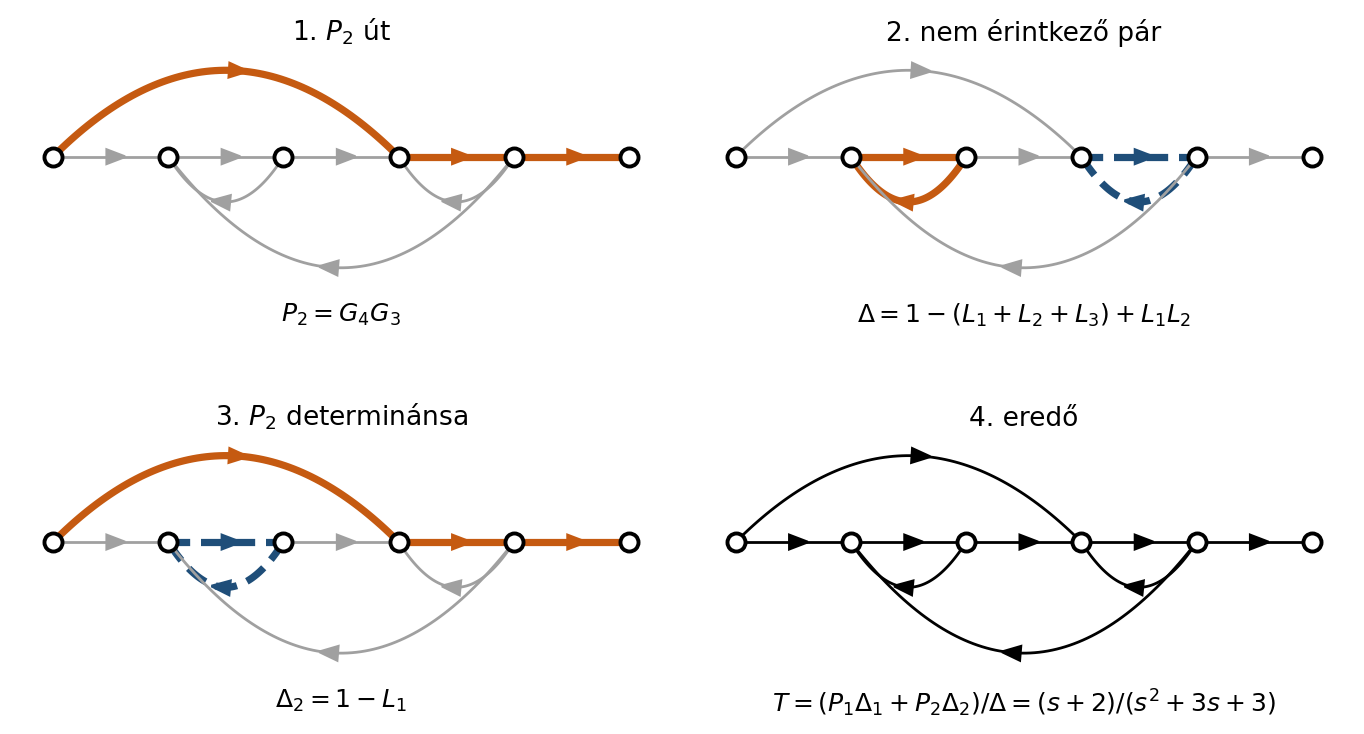 1. P₂ út
2. nem érintkező pár
P₂ = G₄G₃
Δ = 1 − (L₁ + L₂ + L₃) + L₁L₂
3. P₂ determinánsa
4. eredő
Δ₂ = 1 − L₁
T = (P₁Δ₁ + P₂Δ₂)/Δ = (s + 2)/(s² + 3s + 3)